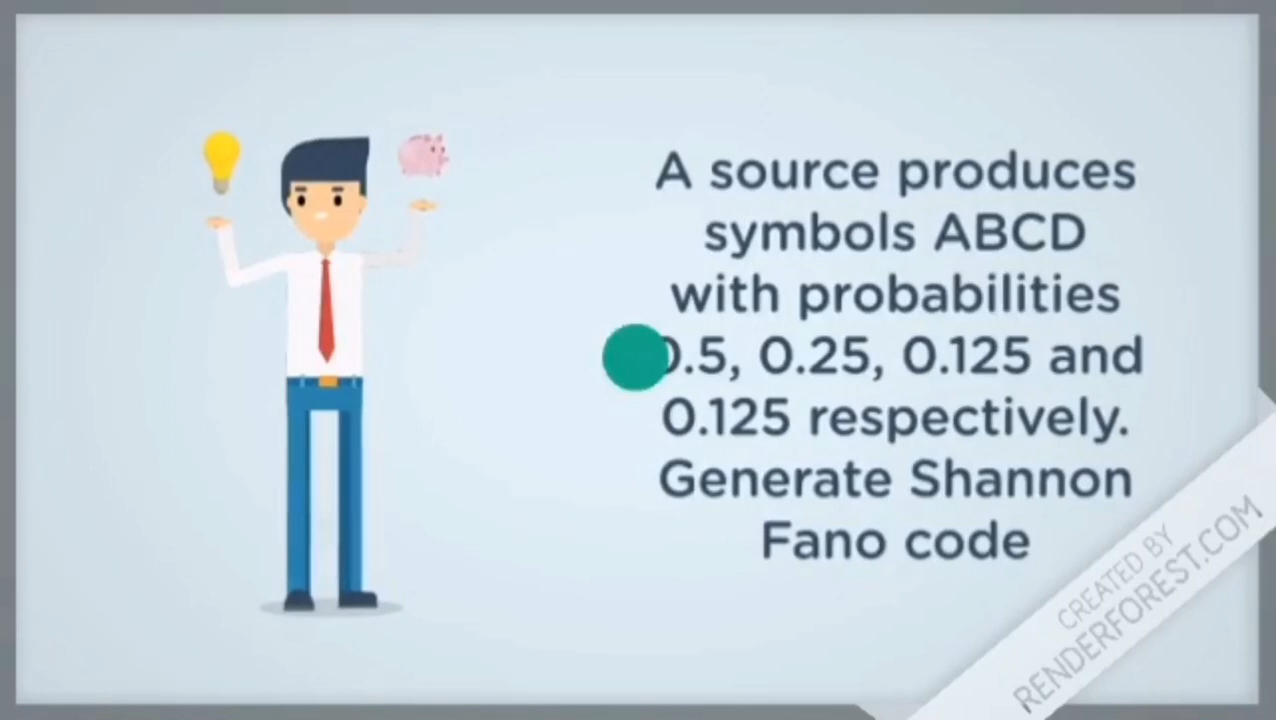 A source produces
symbols ABCD
with probabilities
0.5, 0.25, 0.125 and
0.125 respectively.
Generate Shannon
Fano code
CREATED BY
RENDERFOREST.COM